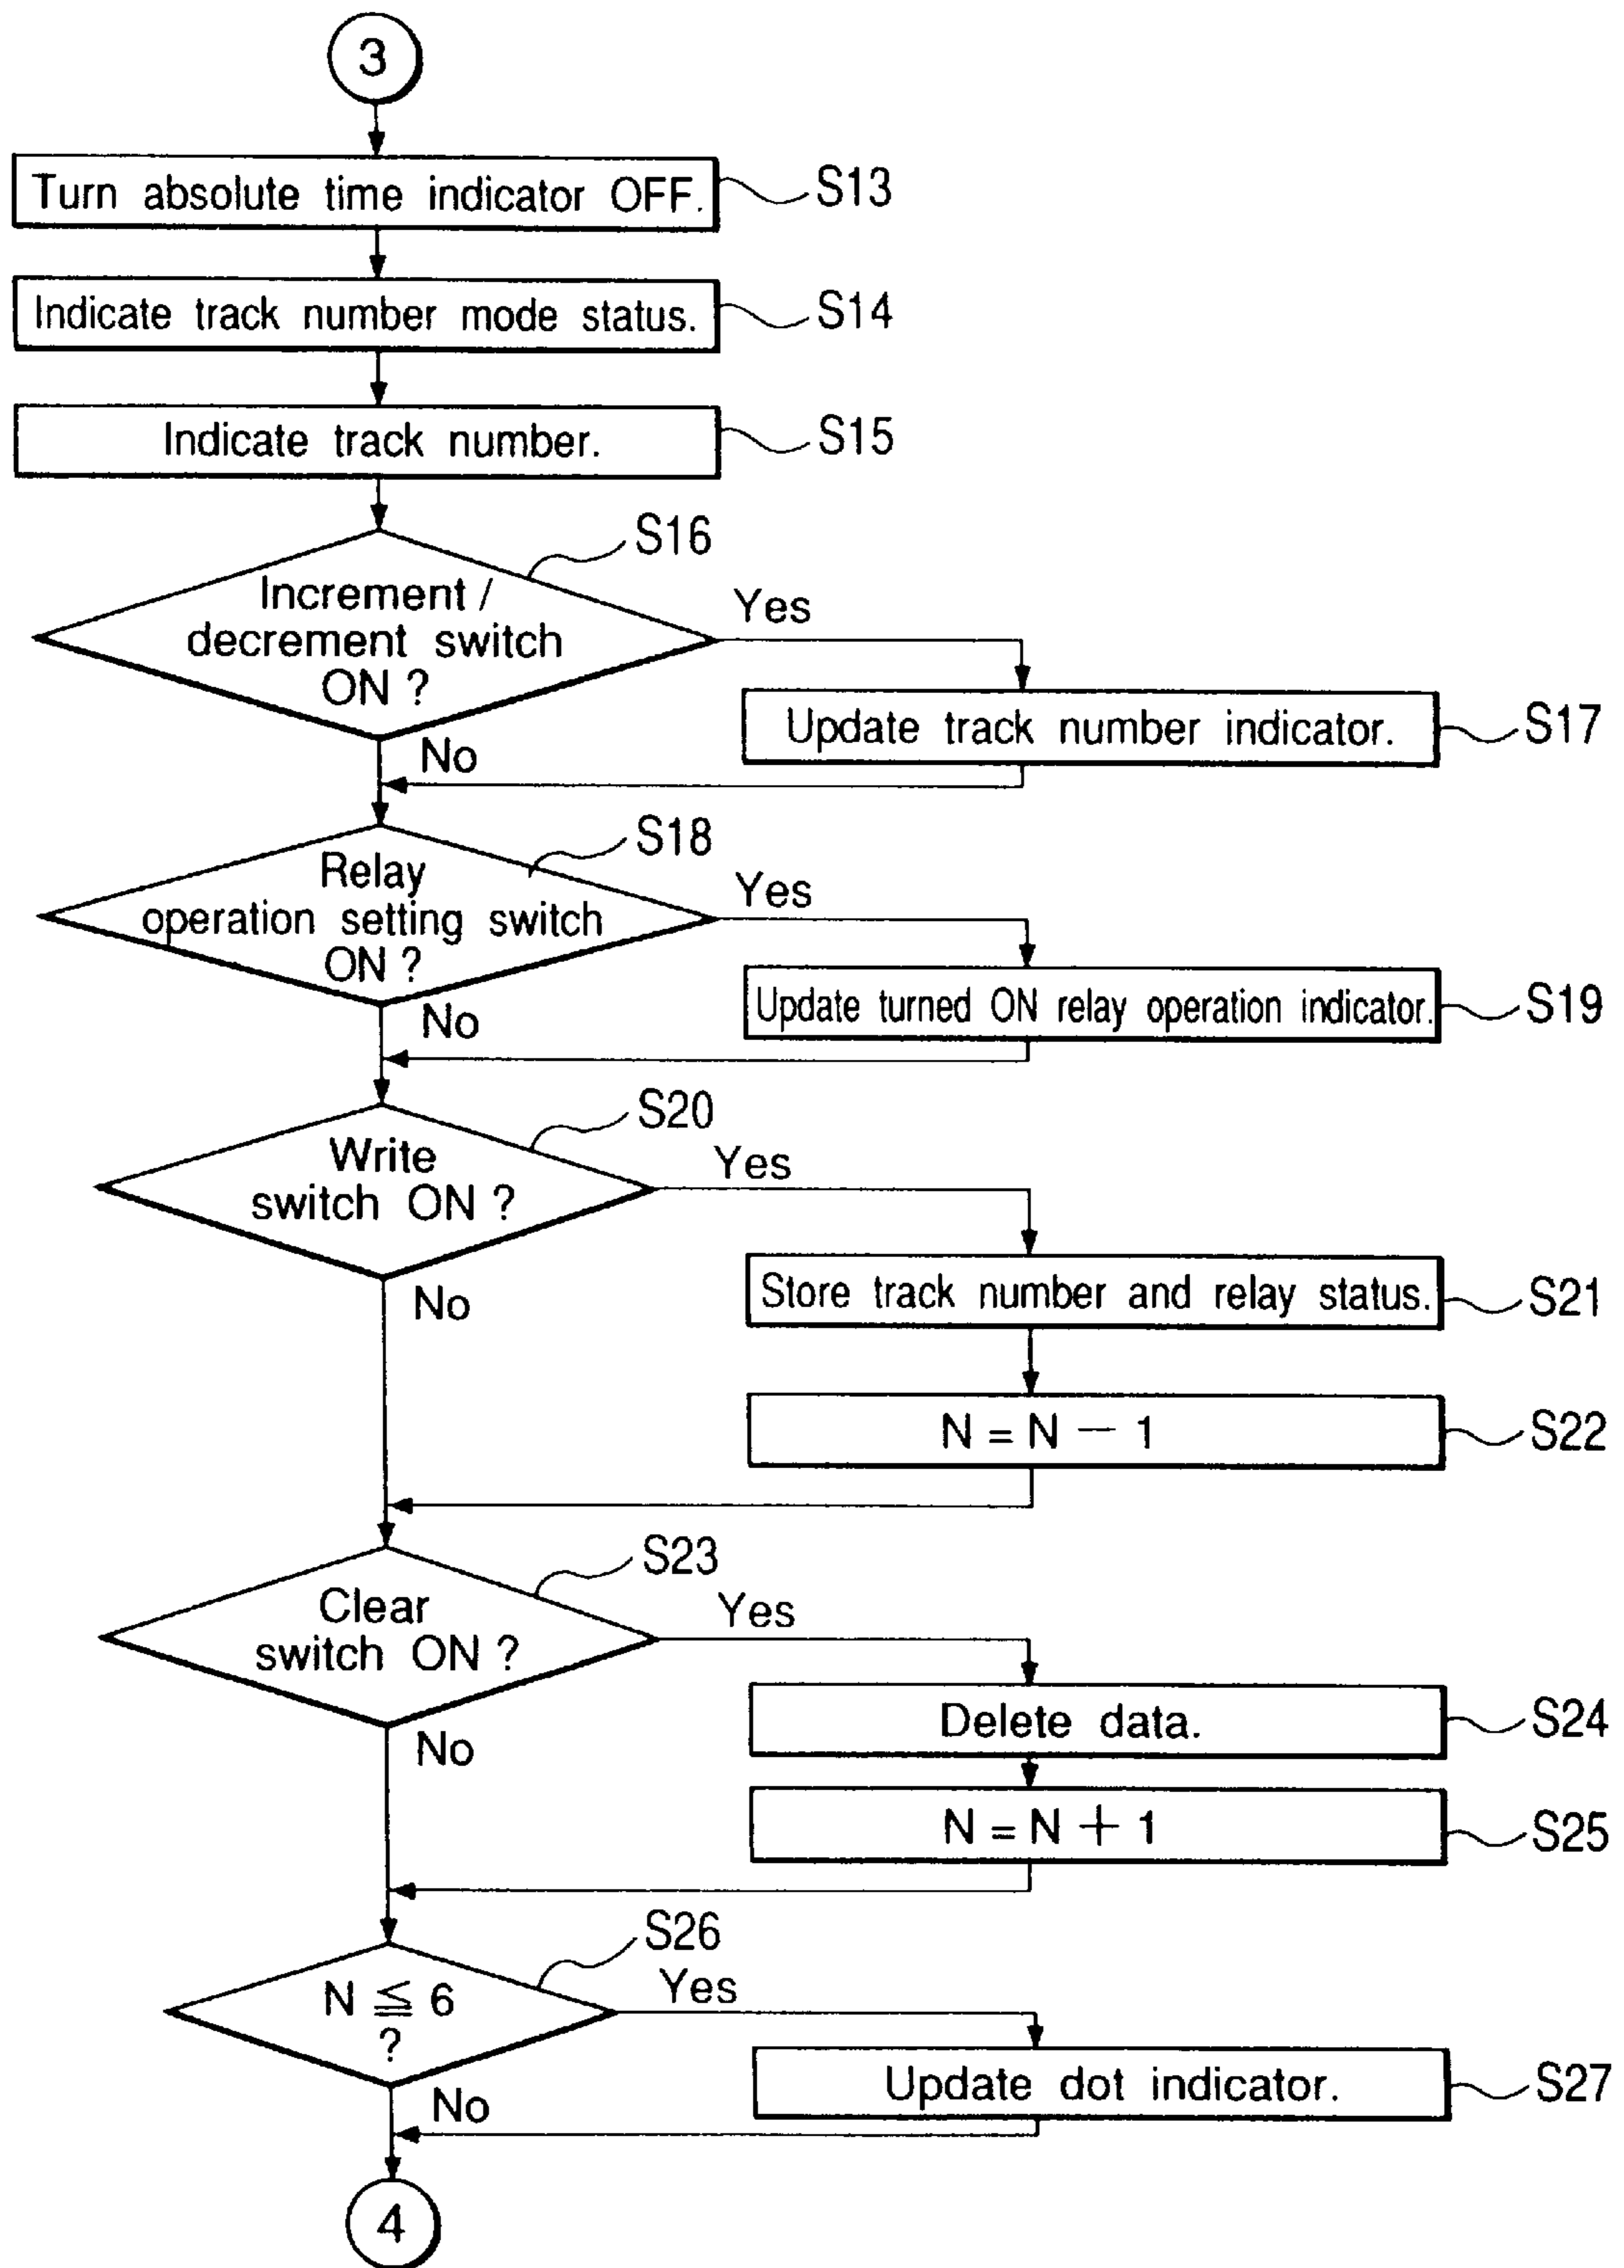 3
Turn absolute time indicator OFF.
S13
Indicate track number mode status.
S14
Indicate track number.
S15
S16
Increment /
decrement switch
ON ?
Yes
No
Update track number indicator.
S17
S18
Relay
operation setting switch
ON ?
Yes
No
Update turned ON relay operation indicator.
S19
S20
Write
switch ON ?
Yes
No
Store track number and relay status.
S21
N = N − 1
S22
S23
Clear
switch ON ?
Yes
No
Delete data.
S24
N = N + 1
S25
S26
N ≦ 6
?
Yes
No
Update dot indicator.
S27
4